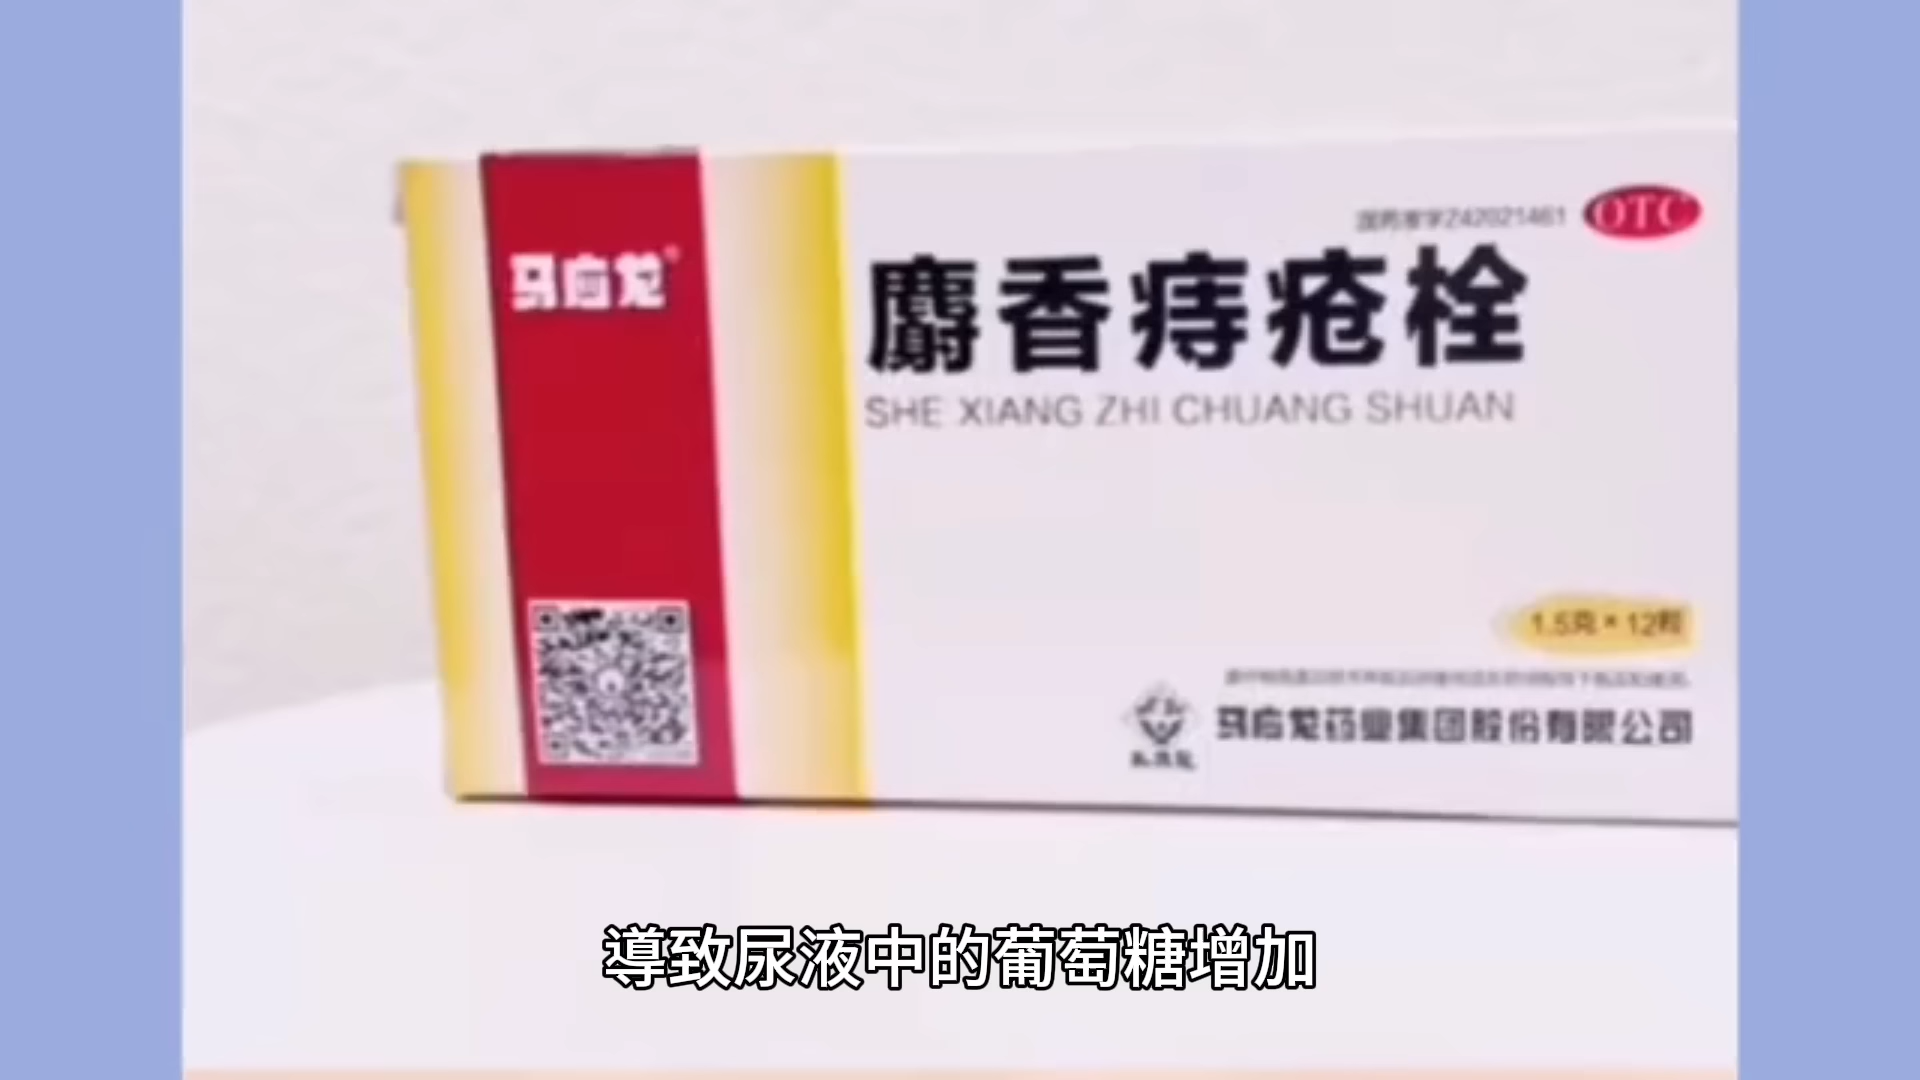 国药准字Z42021461
OTC
马应龙®
麝香痔疮栓
SHE XIANG ZHI CHUANG SHUAN
1.5克*12粒
马应龙药业集团股份有限公司
導致尿液中的葡萄糖增加